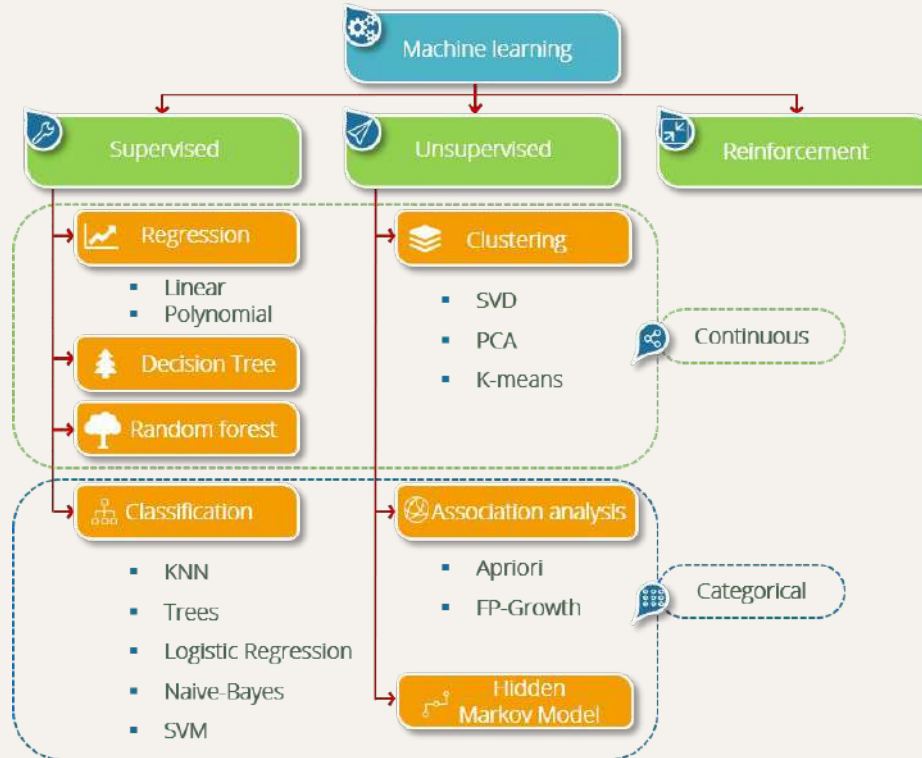 Machine learning
Supervised
Unsupervised
Reinforcement
Regression
Linear
Polynomial
Decision Tree
Random forest
Clustering
SVD
PCA
K-means
Continuous
Classification
KNN
Trees
Logistic Regression
Naive-Bayes
SVM
Association analysis
Apriori
FP-Growth
Hidden
Markov Model
Categorical